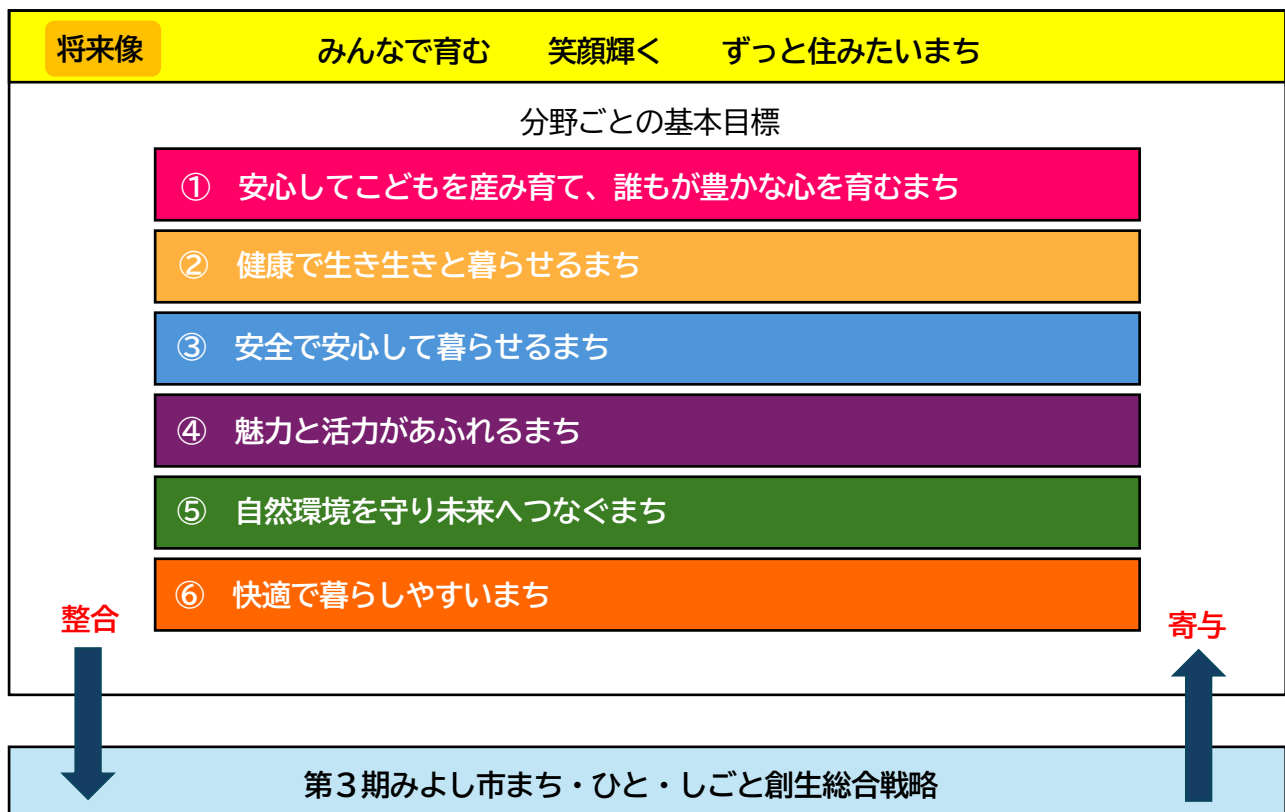 将来像　みんなで育む　笑顔輝く　ずっと住みたいまち
分野ごとの基本目標
①　安心してこどもを産み育て、誰もが豊かな心を育むまち
②　健康で生き生きと暮らせるまち
③　安全で安心して暮らせるまち
④　魅力と活力があふれるまち
⑤　自然環境を守り未来へつなぐまち
⑥　快適で暮らしやすいまち
整合
寄与
第３期みよし市まち・ひと・しごと創生総合戦略